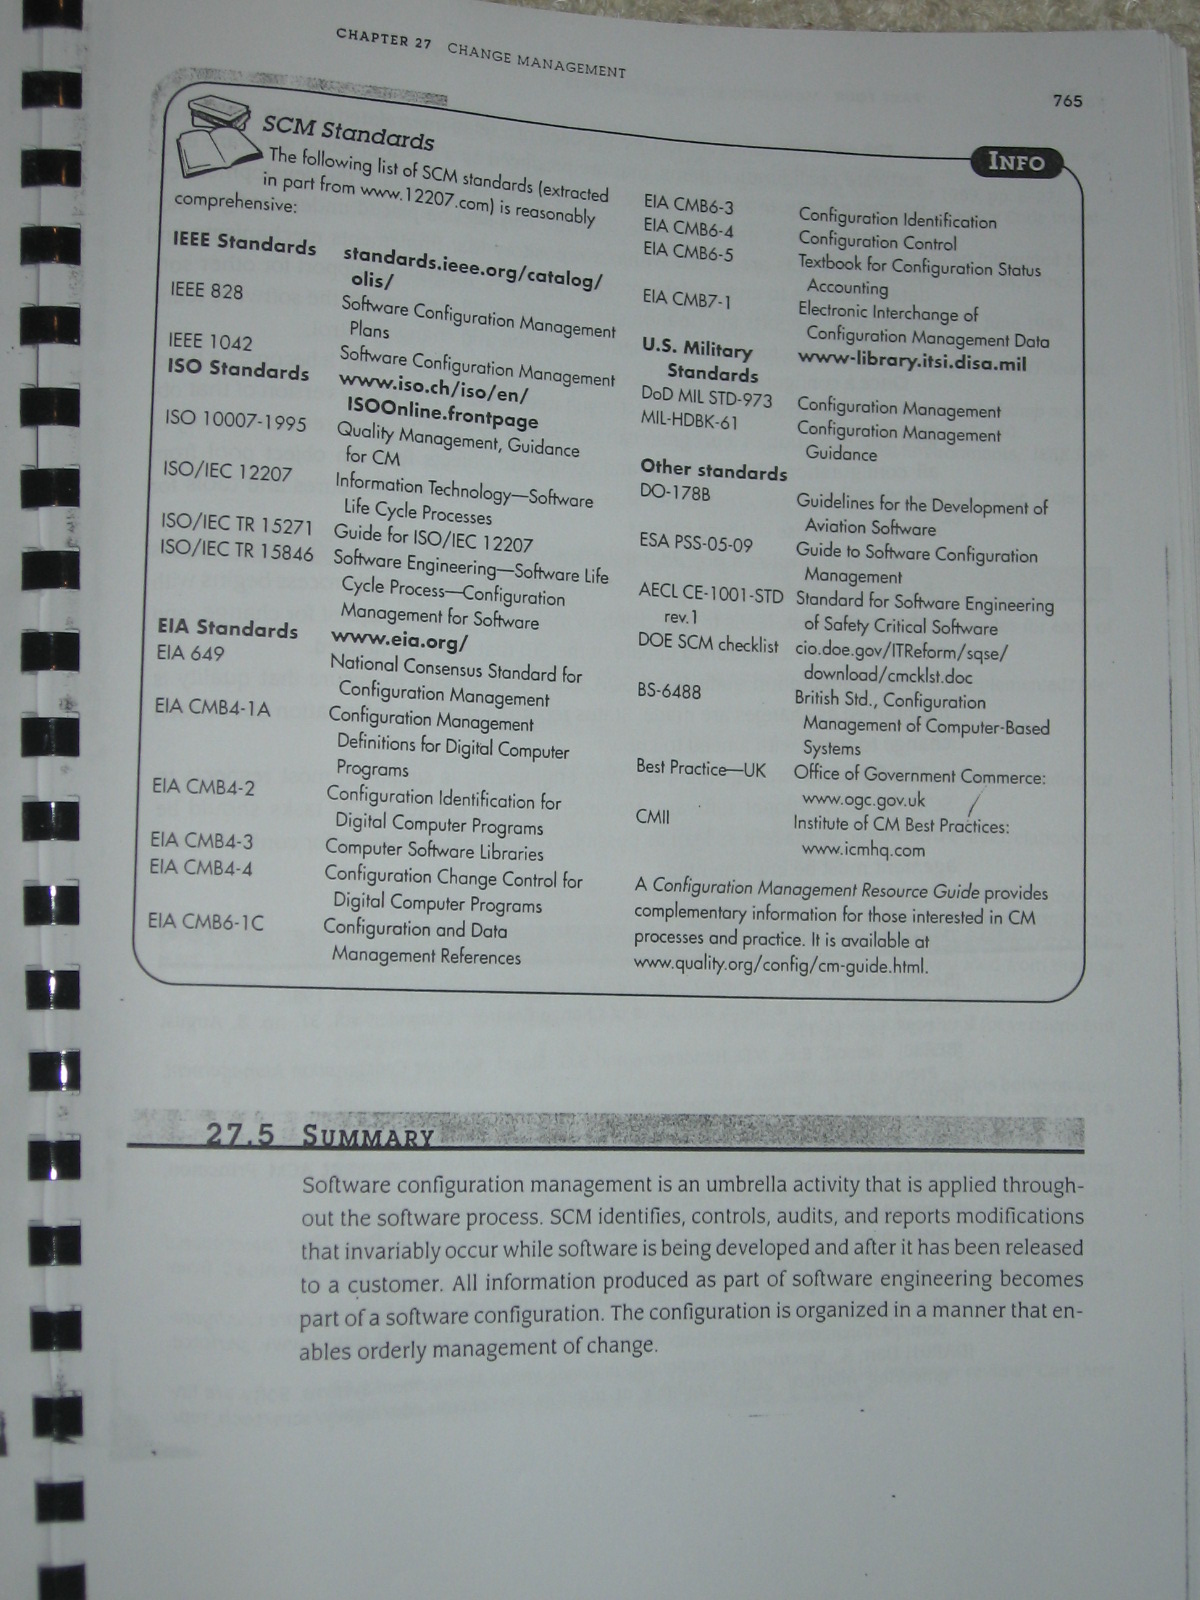 CHAPTER 27 CHANGE MANAGEMENT
765
INFO
SCM Standards
The following list of SCM standards (extracted
in part from www.12207.com) is reasonably
comprehensive:
IEEE Standards standards.ieee.org/catalog/
olis/
IEEE 828 Software Configuration Management
Plans
IEEE 1042 Software Configuration Management
ISO Standards www.iso.ch/iso/en/
ISOOnline.frontpage
ISO 10007-1995 Quality Management, Guidance
for CM
ISO/IEC 12207 Information Technology—Software
Life Cycle Processes
ISO/IEC TR 15271 Guide for ISO/IEC 12207
ISO/IEC TR 15846 Software Engineering—Software Life
Cycle Process—Configuration
Management for Software
EIA Standards www.eia.org/
EIA 649 National Consensus Standard for
Configuration Management
EIA CMB4-1A Configuration Management
Definitions for Digital Computer
Programs
EIA CMB4-2 Configuration Identification for
Digital Computer Programs
EIA CMB4-3 Computer Software Libraries
EIA CMB4-4 Configuration Change Control for
Digital Computer Programs
EIA CMB6-1C Configuration and Data
Management References
EIA CMB6-3 Configuration Identification
EIA CMB6-4 Configuration Control
EIA CMB6-5 Textbook for Configuration Status
Accounting
EIA CMB7-1 Electronic Interchange of
Configuration Management Data
U.S. Military www-library.itsi.disa.mil
Standards
DoD MIL STD-973 Configuration Management
MIL-HDBK-61 Configuration Management
Guidance
Other standards
DO-178B Guidelines for the Development of
Aviation Software
ESA PSS-05-09 Guide to Software Configuration
Management
AECL CE-1001-STD Standard for Software Engineering
rev.1 of Safety Critical Software
DOE SCM checklist cio.doe.gov/ITReform/sqse/
download/cmcklst.doc
BS-6488 British Std., Configuration
Management of Computer-Based
Systems
Best Practice—UK Office of Government Commerce:
www.ogc.gov.uk
CMII Institute of CM Best Practices:
www.icmhq.com
A Configuration Management Resource Guide provides
complementary information for those interested in CM
processes and practice. It is available at
www.quality.org/config/cm-guide.html.
27.5 SUMMARY
Software configuration management is an umbrella activity that is applied through-
out the software process. SCM identifies, controls, audits, and reports modifications
that invariably occur while software is being developed and after it has been released
to a customer. All information produced as part of software engineering becomes
part of a software configuration. The configuration is organized in a manner that en-
ables orderly management of change.